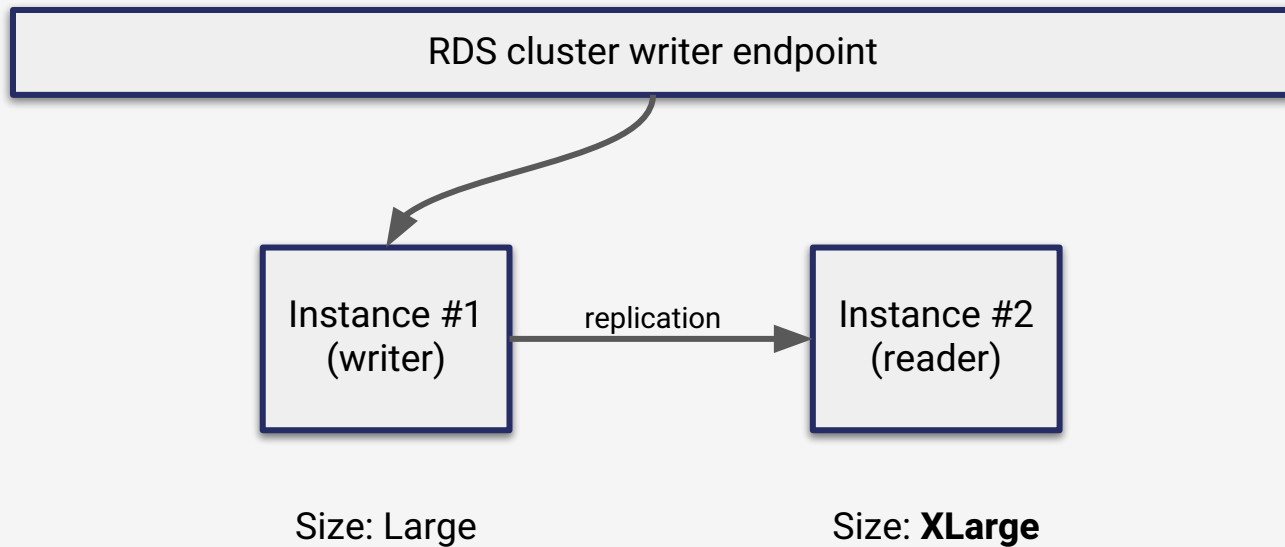 RDS cluster writer endpoint
Instance #1
(writer)
replication
Instance #2
(reader)
Size: Large
Size: XLarge